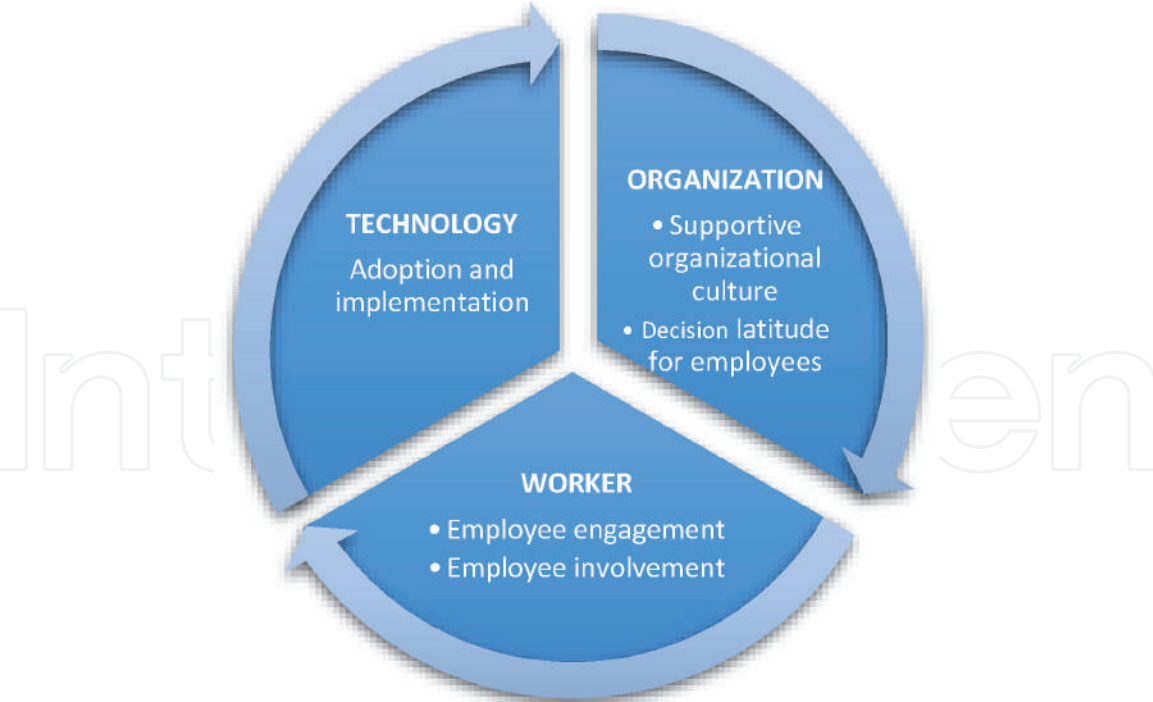 TECHNOLOGY
Adoption and
implementation
ORGANIZATION
• Supportive
organizational
culture
• Decision latitude
for employees
WORKER
• Employee engagement
• Employee involvement